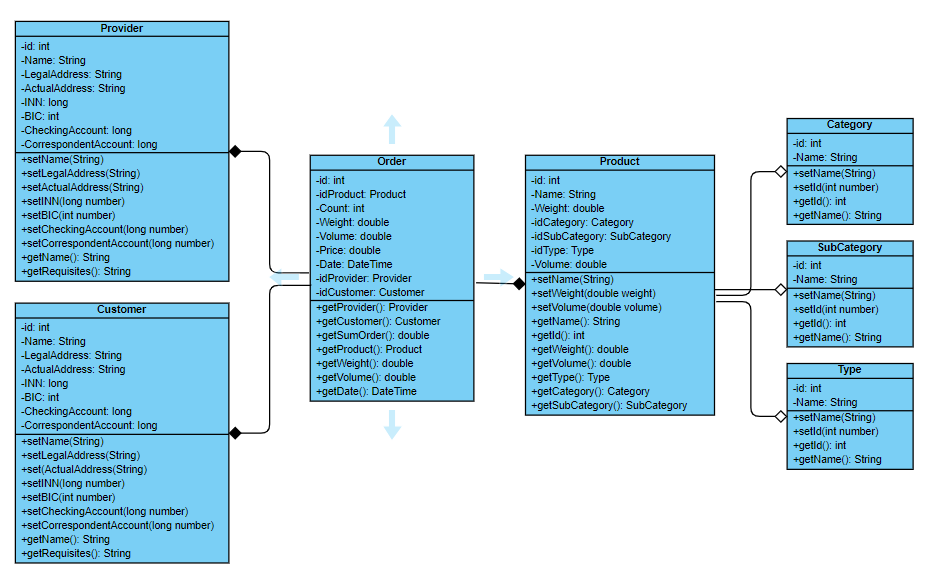 Provider
-id: int
-Name: String
-LegalAddress: String
-ActualAddress: String
-INN: long
-BIC: int
-CheckingAccount: long
-CorrespondentAccount: long
+setName(String)
+setLegalAddress(String)
+setActualAddress(String)
+setINN(long number)
+setBIC(int number)
+setCheckingAccount(long number)
+setCorrespondentAccount(long number)
+getName(): String
+getRequisites(): String
Customer
-id: int
-Name: String
-LegalAddress: String
-ActualAddress: String
-INN: long
-BIC: int
-CheckingAccount: long
-CorrespondentAccount: long
+setName(String)
+setLegalAddress(String)
+set(ActualAddress(String)
+setINN(long number)
+setBIC(int number)
+setCheckingAccount(long number)
+setCorrespondentAccount(long number)
+getName(): String
+getRequisites(): String
Order
-id: int
-idProduct: Product
-Count: int
-Weight: double
-Volume: double
-Price: double
-Date: DateTime
-idProvider: Provider
-idCustomer: Customer
+getProvider(): Provider
+getCustomer(): Customer
+getSumOrder(): double
+getProduct(): Product
+getWeight(): double
+getVolume(): double
+getDate(): DateTime
Product
-id: int
-Name: String
-Weight: double
-idCategory: Category
-idSubCategory: SubCategory
-idType: Type
-Volume: double
+setName(String)
+setWeight(double weight)
+setVolume(double volume)
+getName(): String
+getId(): int
+getWeight(): double
+getVolume(): double
+getType(): Type
+getCategory(): Category
+getSubCategory(): SubCategory
Category
-id: int
-Name: String
+setName(String)
+setId(int number)
+getId(): int
+getName(): String
SubCategory
-id: int
-Name: String
+setName(String)
+setId(int number)
+getId(): int
+getName(): String
Type
-id: int
-Name: String
+setName(String)
+setId(int number)
+getId(): int
+getName(): String